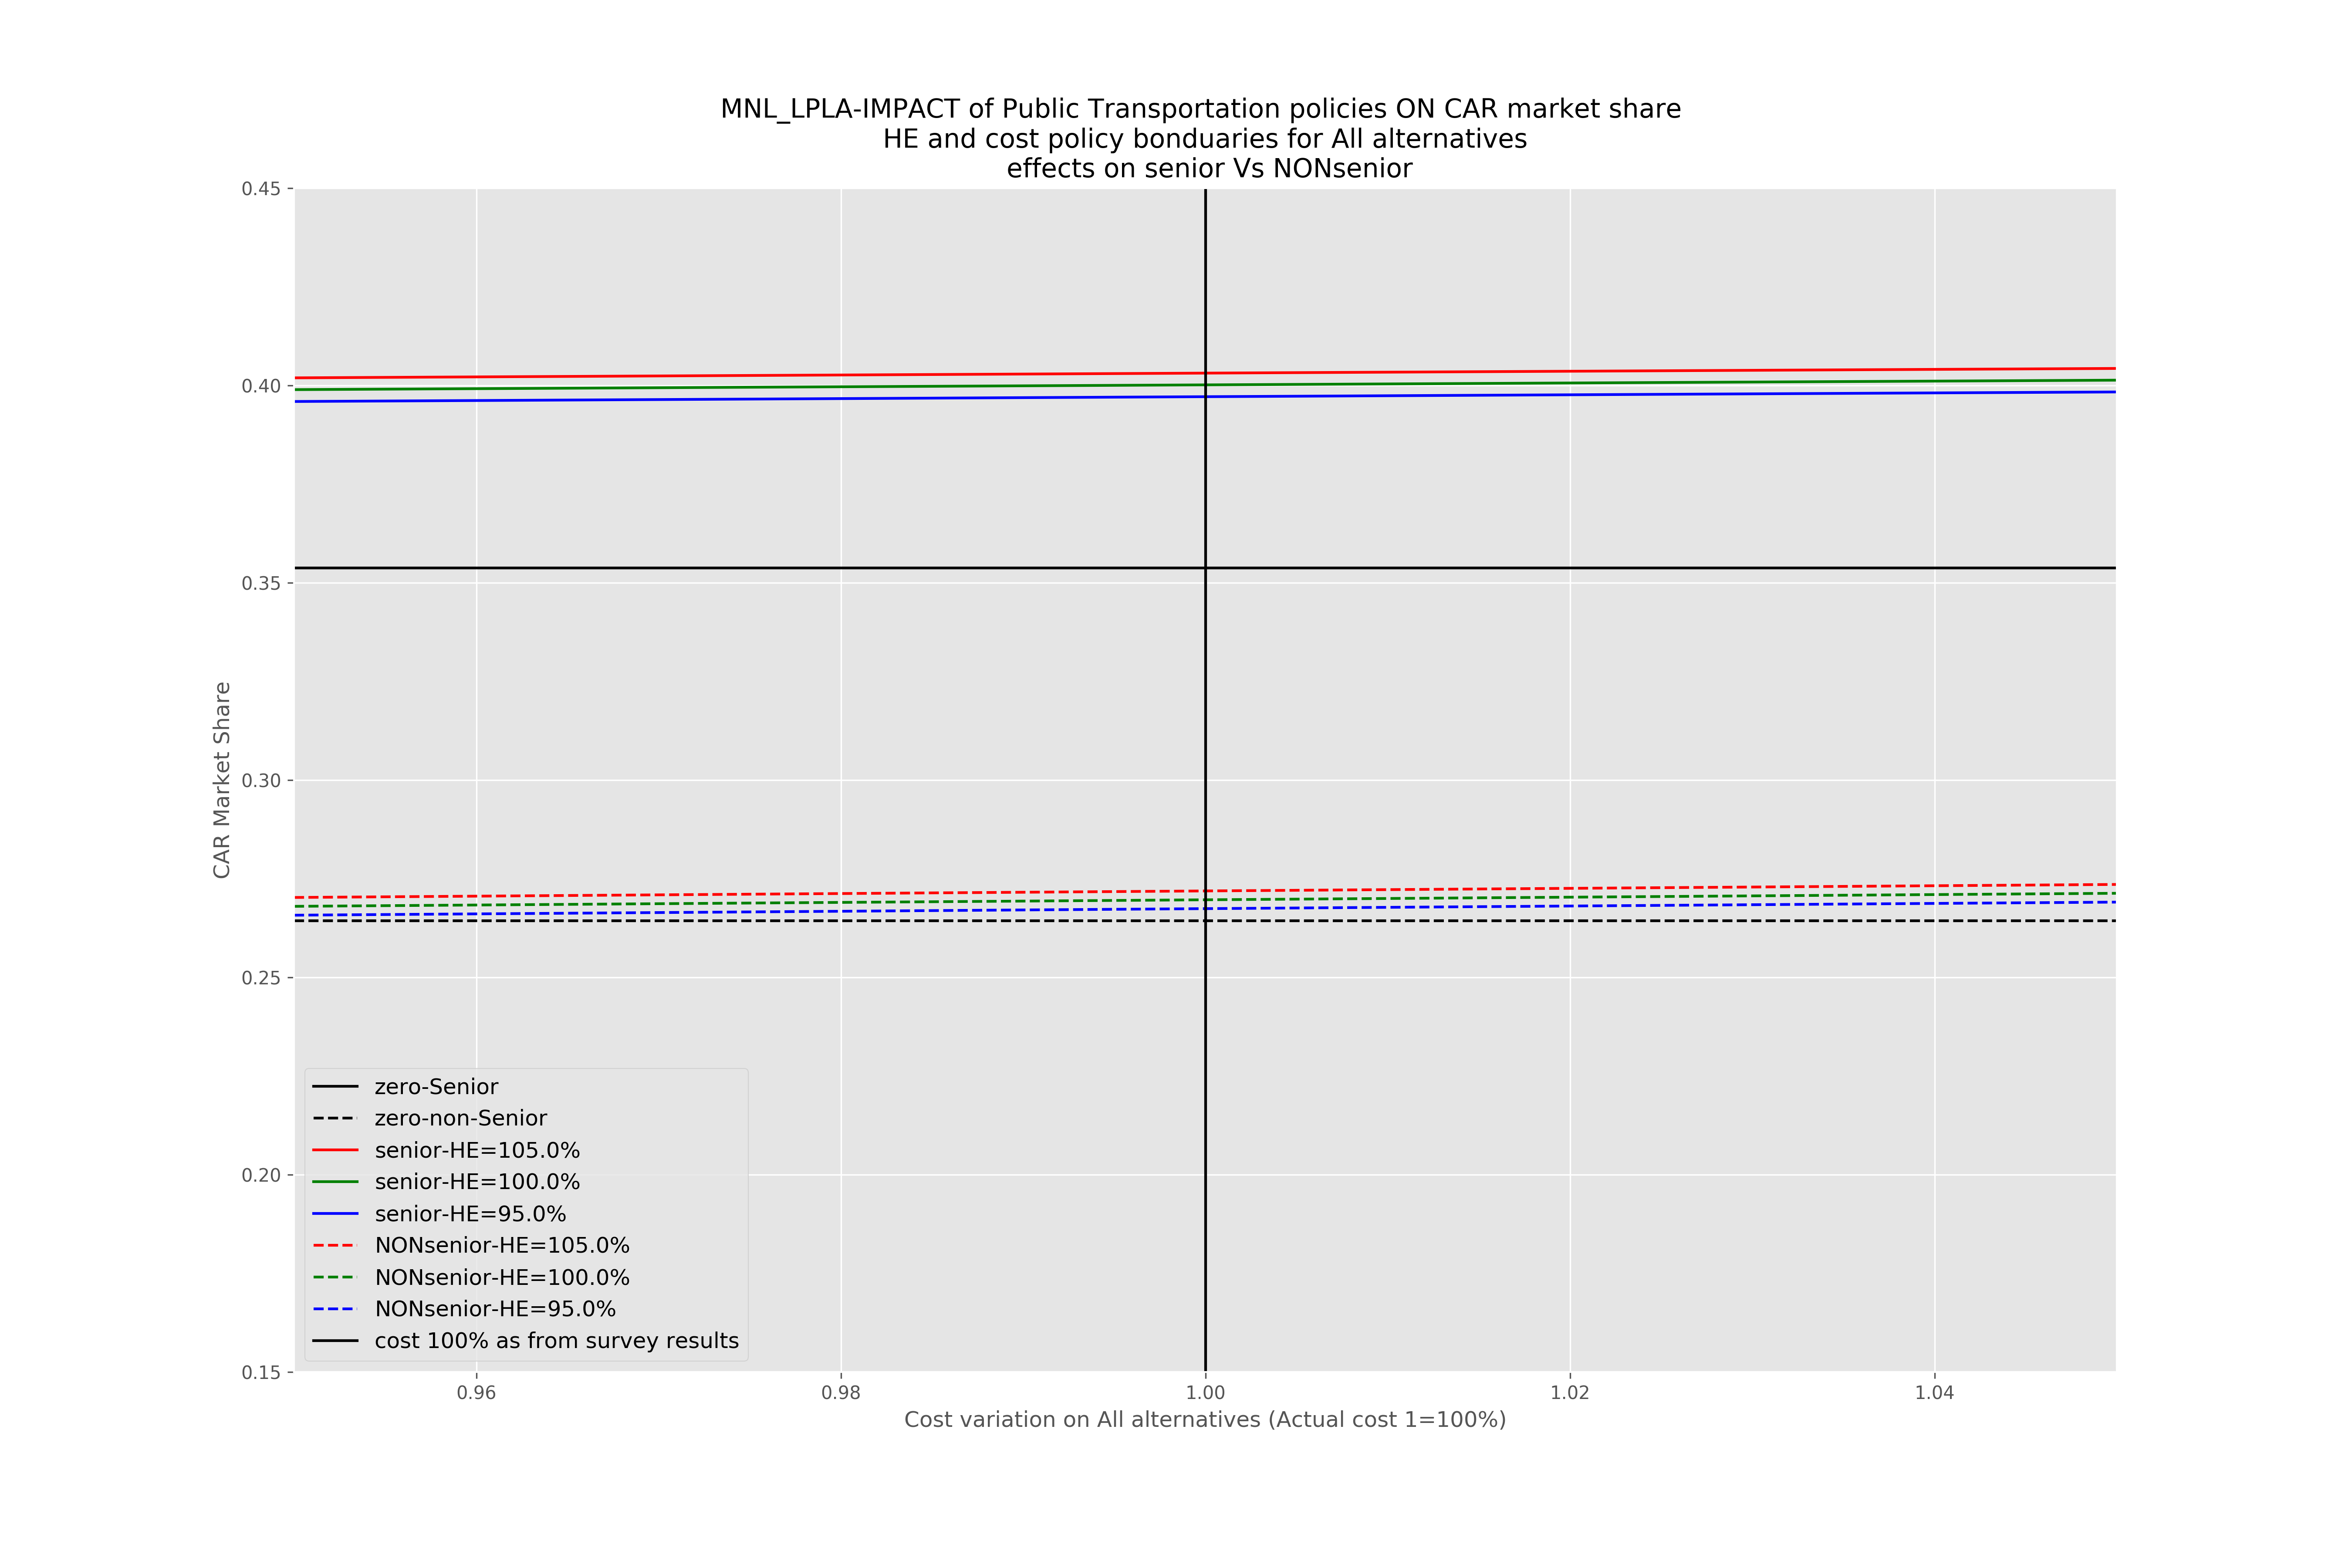 MNL_LPLA-IMPACT of Public Transportation policies ON CAR market share
HE and cost policy bonduaries for All alternatives
effects on senior Vs NONsenior
0.45
0.40
0.35
0.30
0.25
0.20
0.15
CAR Market Share
zero-Senior
zero-non-Senior
senior-HE=105.0%
senior-HE=100.0%
senior-HE=95.0%
NONsenior-HE=105.0%
NONsenior-HE=100.0%
NONsenior-HE=95.0%
cost 100% as from survey results
0.96 0.98 1.00 1.02 1.04
Cost variation on All alternatives (Actual cost 1=100%)